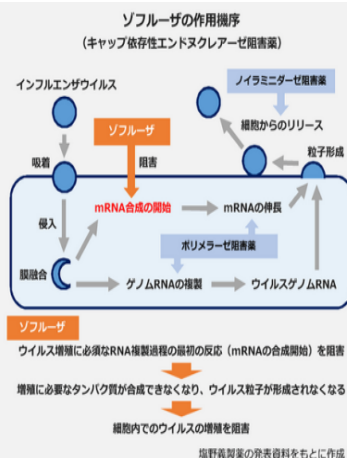 ゾフルーザの作用機序
(キャップ依存性エンドヌクレアーゼ阻害薬)
インフルエンザウイルス
ノイラミニダーゼ阻害薬
細胞からのリリース
ゾフルーザ
粒子形成
吸着
阻害
mRNA合成の開始
mRNAの伸長
侵入
ポリメラーゼ阻害薬
膜融合
ゲノムRNAの複製
ウイルスゲノムRNA
ゾフルーザ
ウイルス増殖に必須なRNA複製過程の最初の反応(mRNAの合成開始)を阻害
増殖に必要なタンパク質が合成できなくなり、ウイルス粒子が形成されなくなる
細胞内でのウイルスの増殖を阻害
塩野義製薬の発表資料をもとに作成